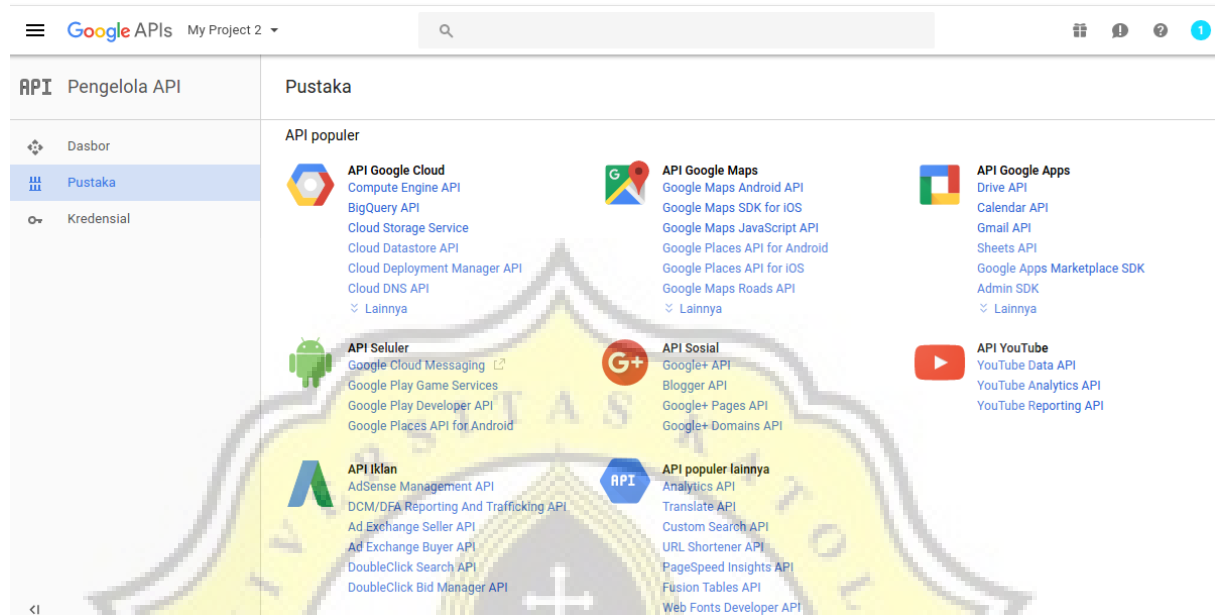 Google APIs My Project 2
1
API Pengelola API
Pustaka
Dasbor
Pustaka
Kredensial
API populer
API Google Cloud
Compute Engine API
BigQuery API
Cloud Storage Service
Cloud Datastore API
Cloud Deployment Manager API
Cloud DNS API
Lainnya
API Google Maps
Google Maps Android API
Google Maps SDK for iOS
Google Maps JavaScript API
Google Places API for Android
Google Places API for iOS
Google Maps Roads API
Lainnya
API Google Apps
Drive API
Calendar API
Gmail API
Sheets API
Google Apps Marketplace SDK
Admin SDK
Lainnya
API Seluler
Google Cloud Messaging
Google Play Game Services
Google Play Developer API
Google Places API for Android
G+
API Sosial
Google+ API
Blogger API
Google+ Pages API
Google+ Domains API
API YouTube
YouTube Data API
YouTube Analytics API
YouTube Reporting API
API Iklan
AdSense Management API
DCM/DFA Reporting And Trafficking API
Ad Exchange Seller API
Ad Exchange Buyer API
DoubleClick Search API
DoubleClick Bid Manager API
API
API populer lainnya
Analytics API
Translate API
Custom Search API
URL Shortener API
PageSpeed Insights API
Fusion Tables API
Web Fonts Developer API